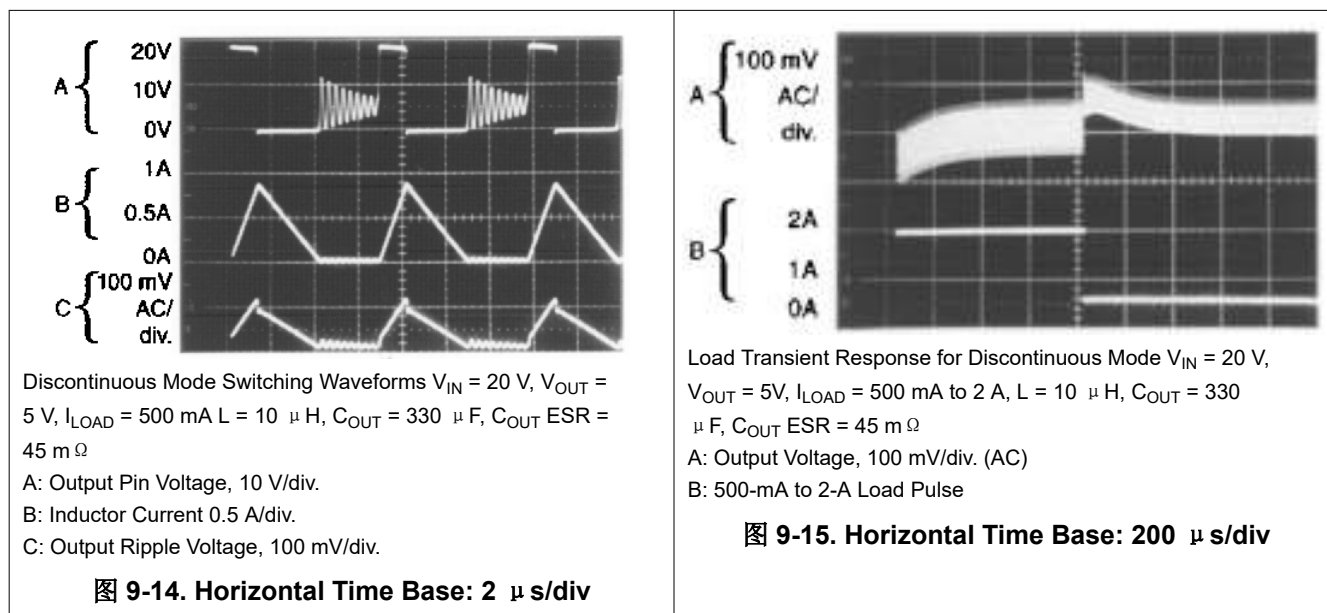 A
20V
10V
0V
B
1A
0.5A
0A
C
100 mV
AC/
div.
Discontinuous Mode Switching Waveforms V_IN = 20 V, V_OUT =
5 V, I_LOAD = 500 mA L = 10 μH, C_OUT = 330 μF, C_OUT ESR =
45 mΩ
A: Output Pin Voltage, 10 V/div.
B: Inductor Current 0.5 A/div.
C: Output Ripple Voltage, 100 mV/div.
图 9-14. Horizontal Time Base: 2 μs/div
A
100 mV
AC/
div.
B
2A
1A
0A
Load Transient Response for Discontinuous Mode V_IN = 20 V,
V_OUT = 5V, I_LOAD = 500 mA to 2 A, L = 10 μH, C_OUT = 330
μF, C_OUT ESR = 45 mΩ
A: Output Voltage, 100 mV/div. (AC)
B: 500-mA to 2-A Load Pulse
图 9-15. Horizontal Time Base: 200 μs/div